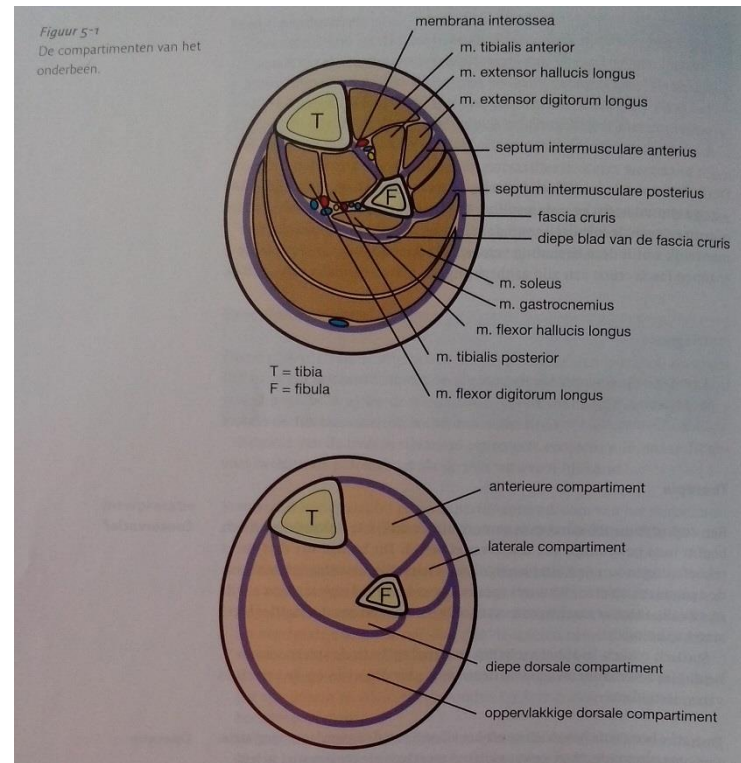 Figuur 5-1
De compartimenten van het
onderbeen.
membrana interossea
m. tibialis anterior
m. extensor hallucis longus
m. extensor digitorum longus
septum intermusculare anterius
septum intermusculare posterius
fascia cruris
diepe blad van de fascia cruris
m. soleus
m. gastrocnemius
m. flexor hallucis longus
m. tibialis posterior
m. flexor digitorum longus
T
F
T = tibia
F = fibula
anterieure compartiment
laterale compartiment
diepe dorsale compartiment
oppervlakkige dorsale compartiment
T
F